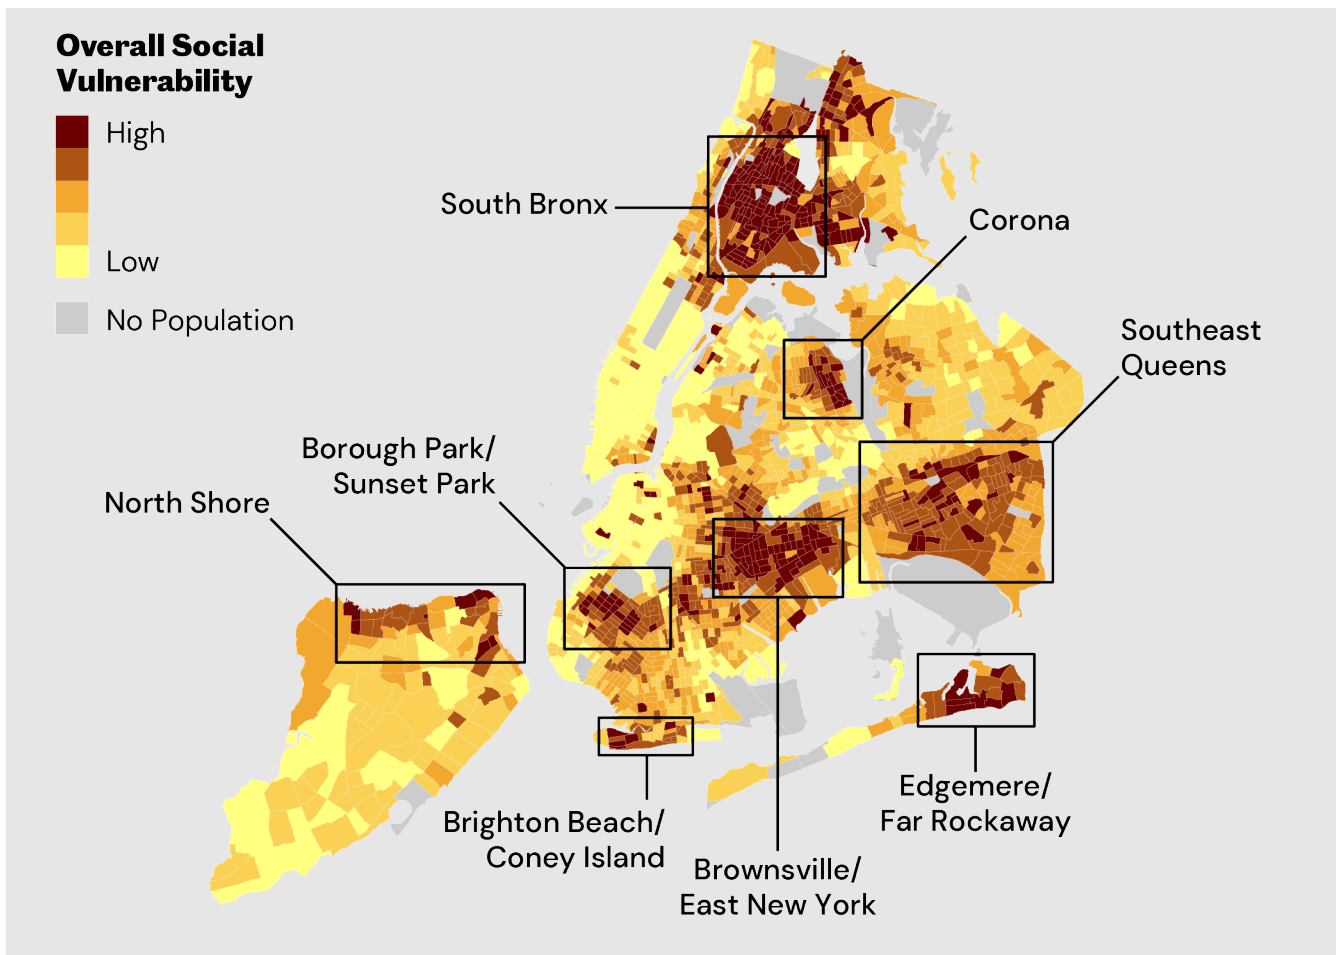 Overall Social
Vulnerability
High
Low
No Population
South Bronx
Corona
Southeast
Queens
Borough Park/
Sunset Park
North Shore
Edgemere/
Far Rockaway
Brighton Beach/
Coney Island
Brownsville/
East New York